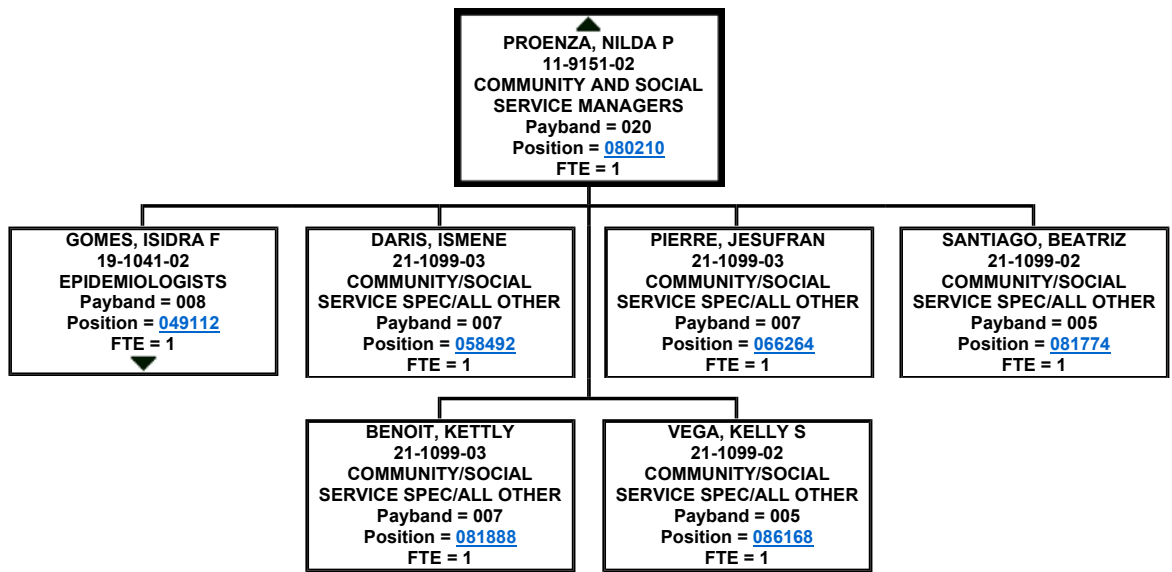 PROENZA, NILDA P
11-9151-02
COMMUNITY AND SOCIAL
SERVICE MANAGERS
Payband = 020
Position = 080210
FTE = 1
GOMES, ISIDRA F
19-1041-02
EPIDEMIOLOGISTS
Payband = 008
Position = 049112
FTE = 1
DARIS, ISMENE
21-1099-03
COMMUNITY/SOCIAL
SERVICE SPEC/ALL OTHER
Payband = 007
Position = 058492
FTE = 1
PIERRE, JESUFRAN
21-1099-03
COMMUNITY/SOCIAL
SERVICE SPEC/ALL OTHER
Payband = 007
Position = 066264
FTE = 1
SANTIAGO, BEATRIZ
21-1099-02
COMMUNITY/SOCIAL
SERVICE SPEC/ALL OTHER
Payband = 005
Position = 081774
FTE = 1
BENOIT, KETTLY
21-1099-03
COMMUNITY/SOCIAL
SERVICE SPEC/ALL OTHER
Payband = 007
Position = 081888
FTE = 1
VEGA, KELLY S
21-1099-02
COMMUNITY/SOCIAL
SERVICE SPEC/ALL OTHER
Payband = 005
Position = 086168
FTE = 1